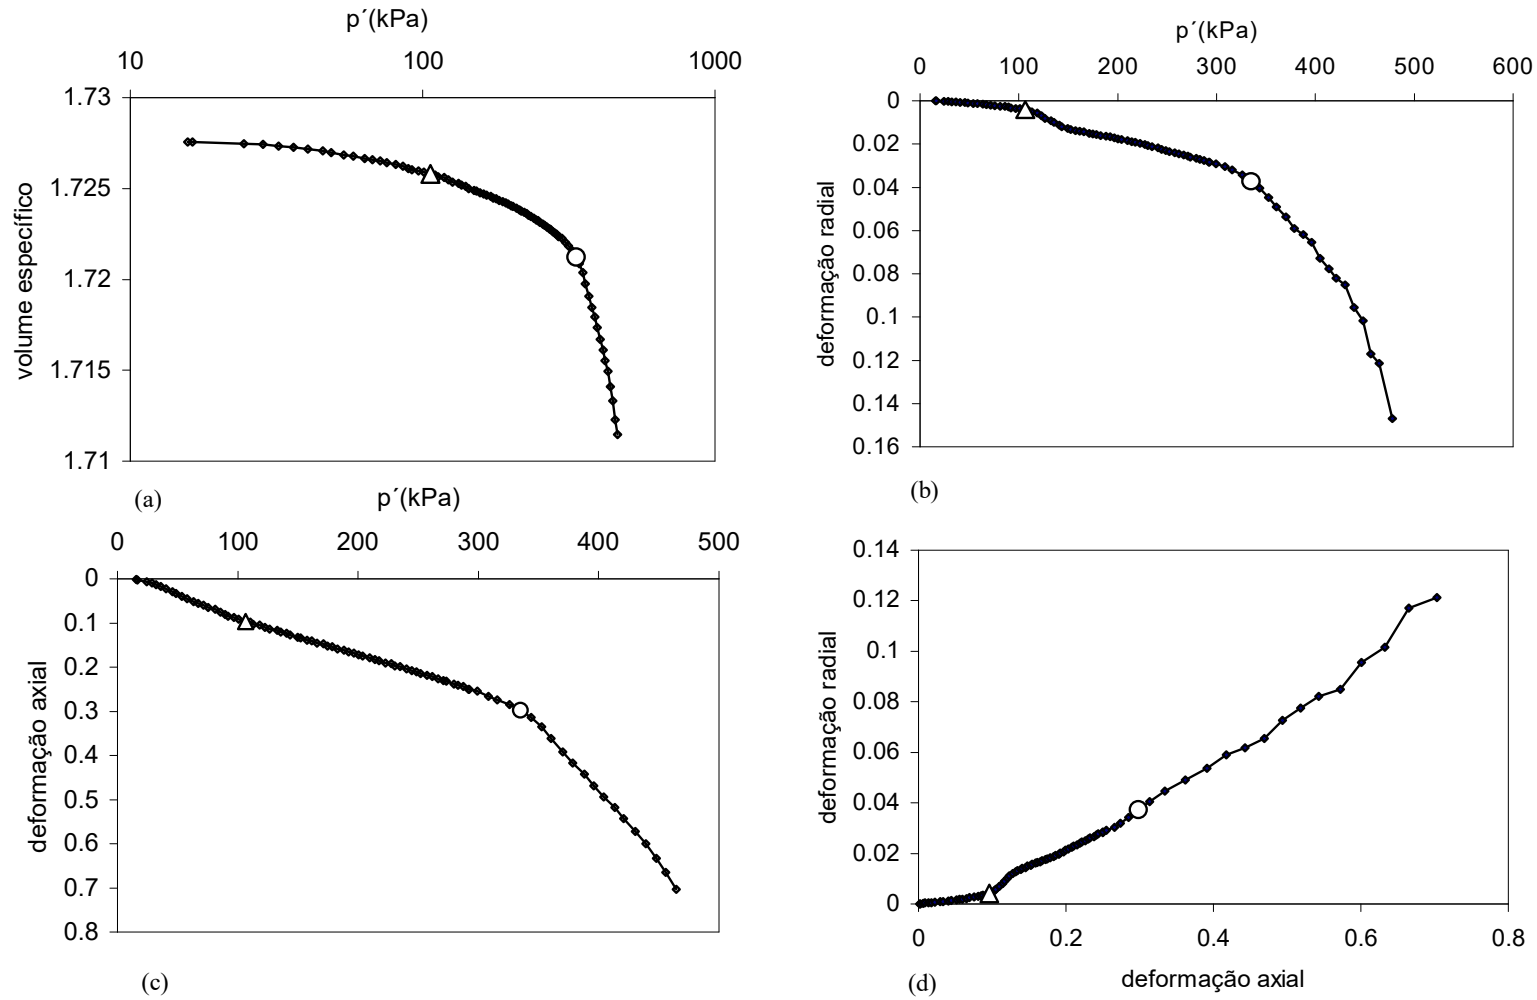 p´(kPa)
10 100 1000
1.73
1.725
1.72
1.715
1.71
volume específico
(a)
p´(kPa)
0 100 200 300 400 500 600
0
0.02
0.04
0.06
0.08
0.1
0.12
0.14
0.16
deformação radial
(b)
p´(kPa)
0 100 200 300 400 500
0
0.1
0.2
0.3
0.4
0.5
0.6
0.7
0.8
deformação axial
(c)
0.14
0.12
0.1
0.08
0.06
0.04
0.02
0
deformação radial
0 0.2 0.4 0.6 0.8
deformação axial
(d)